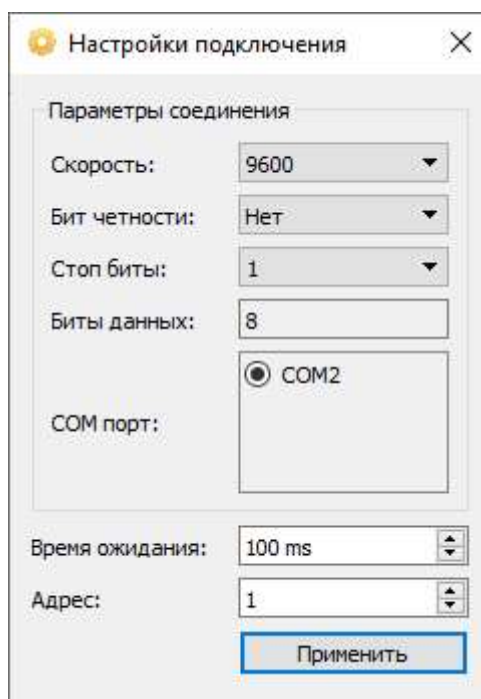 Настройки подключения
Параметры соединения
Скорость: 9600
Бит четности: Нет
Стоп биты: 1
Биты данных: 8
COM порт: COM2
Время ожидания: 100 ms
Адрес: 1
Применить